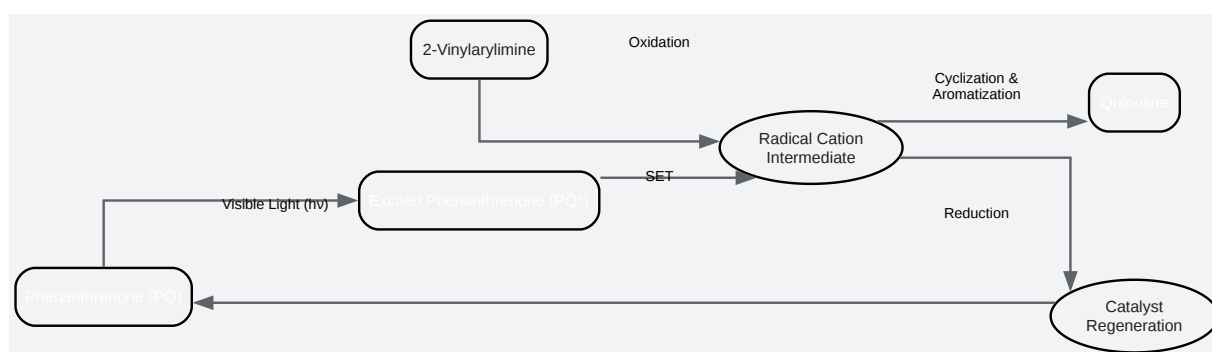 2-Vinylarylimine
Oxidation
Cyclization &
Aromatization
Quinoline
Radical Cation
Intermediate
SET
Excited Phenanthrenone (PQ*)
Visible Light (hν)
Reduction
Phenanthrenone (PQ)
Catalyst
Regeneration